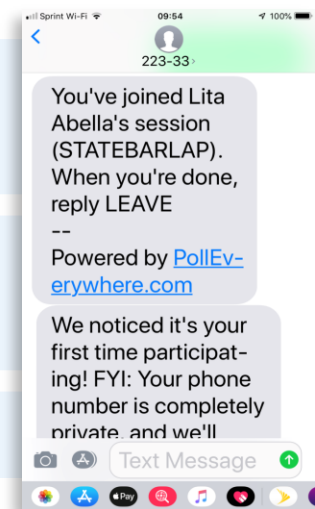 Sprint Wi-Fi 09:54 100%
223-33
You've joined Lita
Abella's session
(STATEBARLAP).
When you're done,
reply LEAVE
--
Powered by PollEv-
erywhere.com
We noticed it's your
first time participat-
ing! FYI: Your phone
number is completely
private, and we'll
Text Message
Pay